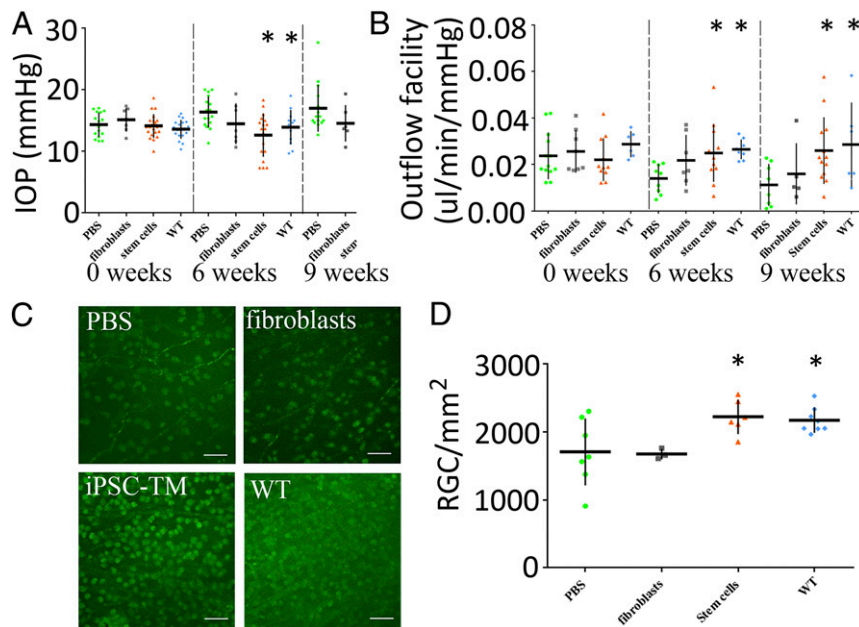 A
IOP (mmHg)
30
20
10
0
* *
PBS
fibroblasts
stem cells
WT
PBS
fibroblasts
stem cells
WT
PBS
fibroblasts
stem
0 weeks 6 weeks 9 weeks
B
Outflow facility
(ul/min/mmHg)
0.08
0.06
0.04
0.02
0.00
* * * *
PBS
fibroblasts
stem cells
WT
PBS
fibroblasts
stem cells
WT
PBS
fibroblasts
Stem cells
WT
0 weeks 6 weeks 9 weeks
C
PBS
fibroblasts
iPSC-TM
WT
D
RGC/mm²
3000
2000
1000
0
* *
PBS
fibroblasts
Stem cells
WT